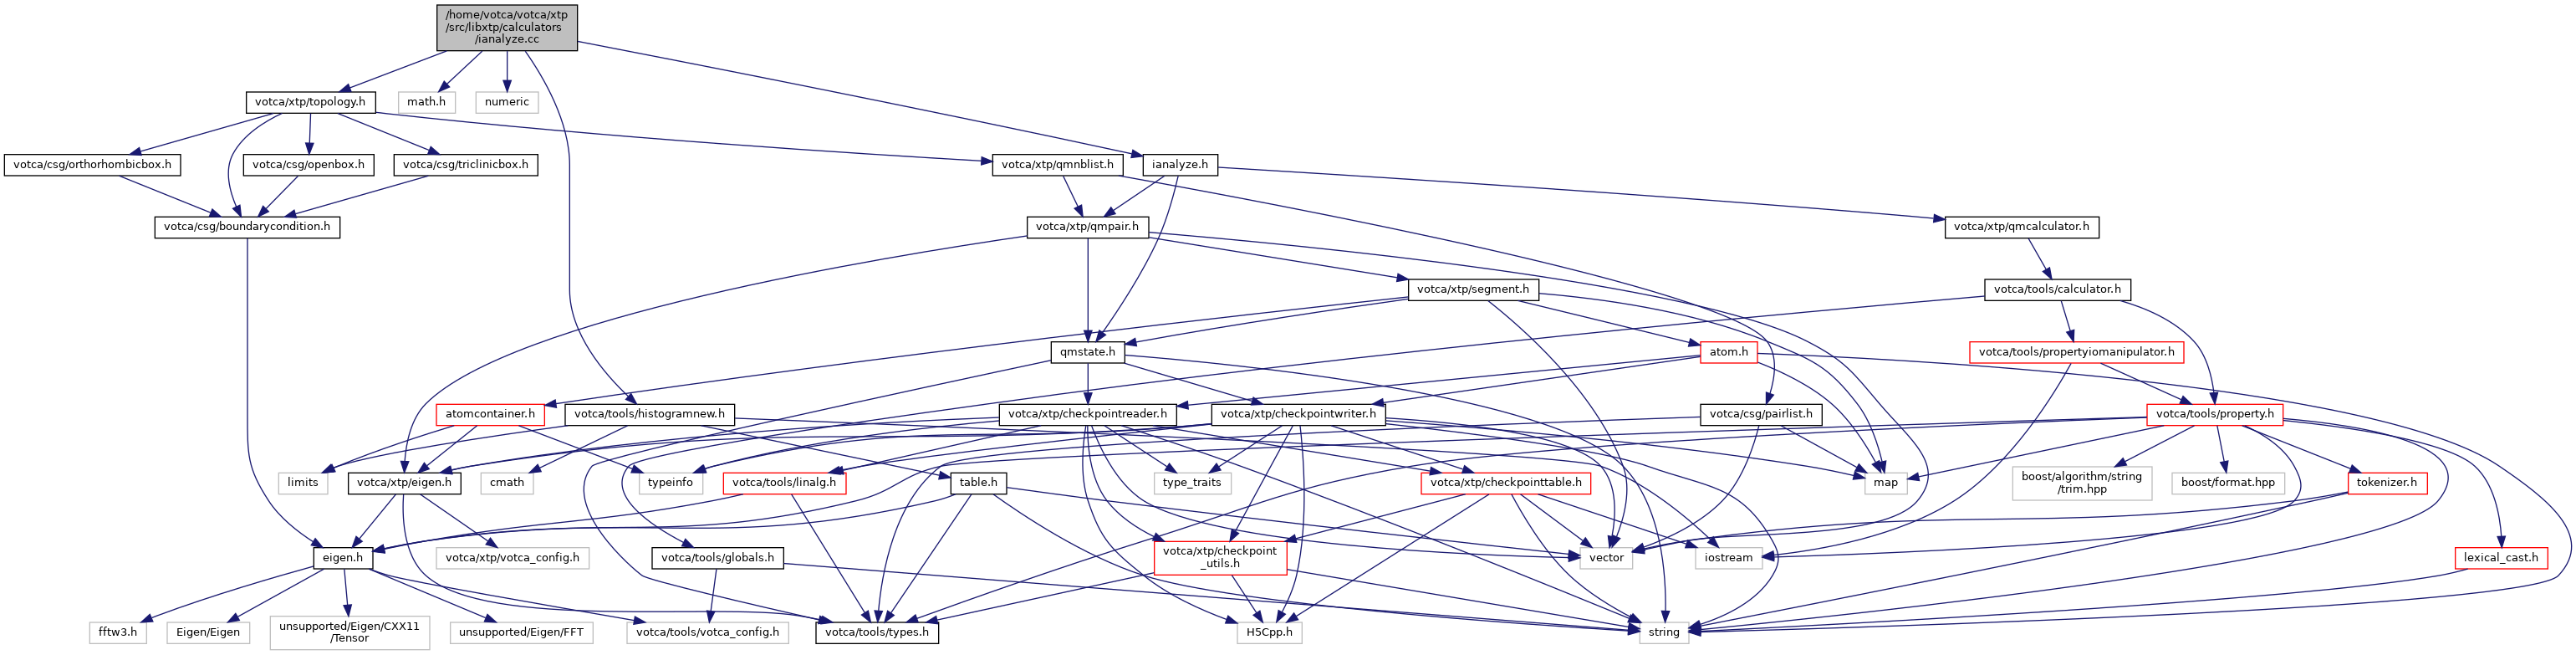 /home/votca/votca/xtp
/src/libxtp/calculators
/ianalyze.cc
votca/xtp/topology.h
math.h
numeric
votca/csg/orthorhombicbox.h
votca/csg/openbox.h
votca/csg/triclinicbox.h
votca/xtp/qmnblist.h
ianalyze.h
votca/csg/boundarycondition.h
votca/xtp/qmpair.h
votca/xtp/qmcalculator.h
votca/xtp/segment.h
votca/tools/calculator.h
qmstate.h
atom.h
votca/tools/propertyiomanipulator.h
atomcontainer.h
votca/tools/histogramnew.h
votca/xtp/checkpointreader.h
votca/xtp/checkpointwriter.h
votca/csg/pairlist.h
votca/tools/property.h
limits
votca/xtp/eigen.h
cmath
typeinfo
votca/tools/linalg.h
table.h
type_traits
votca/xtp/checkpointtable.h
map
boost/algorithm/string
/trim.hpp
boost/format.hpp
tokenizer.h
eigen.h
votca/xtp/votca_config.h
votca/tools/globals.h
votca/xtp/checkpoint
_utils.h
vector
iostream
lexical_cast.h
fftw3.h
Eigen/Eigen
unsupported/Eigen/CXX11
/Tensor
unsupported/Eigen/FFT
votca/tools/votca_config.h
votca/tools/types.h
H5Cpp.h
string